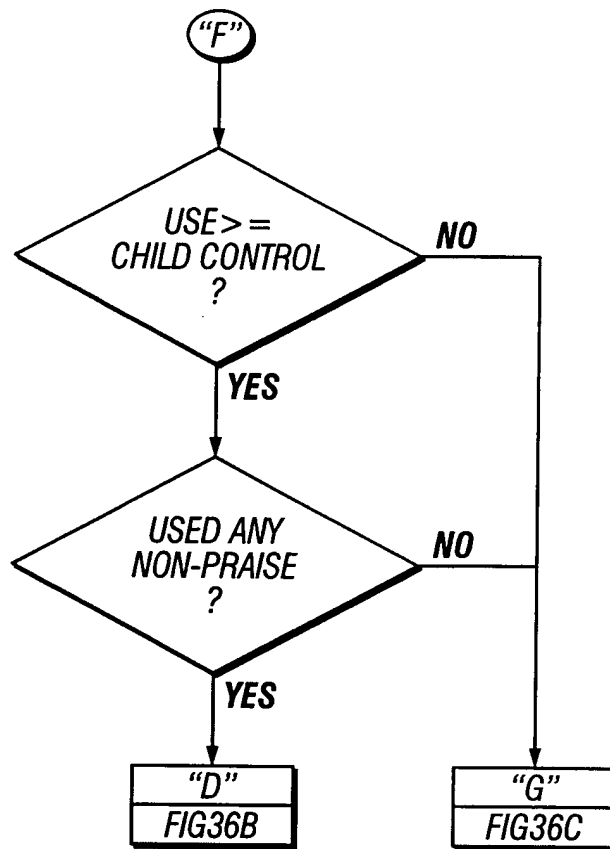 "F"
USE > =
CHILD CONTROL
?
NO
YES
USED ANY
NON-PRAISE
?
NO
YES
"D"
FIG36B
"G"
FIG36C